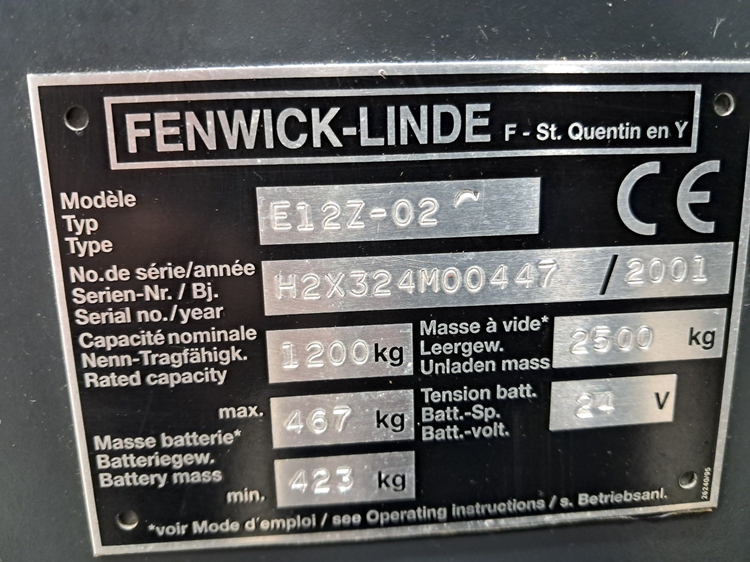 FENWICK-LINDE F - St. Quentin en Y
Modèle
Typ
Type
E12Z-02
CE
No.de série/année
Serien-Nr. / Bj.
Serial no./year
H2X324M00447 / 2001
Capacité nominale
Nenn-Tragfähigk.
Rated capacity
1200 kg
Masse à vide*
Leergew.
Unladen mass
2500 kg
Tension batt.
Batt.-Sp.
Batt.-volt.
24 V
max. 467 kg
Masse batterie*
Batteriegew.
Battery mass
min. 423 kg
*voir Mode d'emploi / see Operating Instructions / s. Betriebsanl.
26240/95